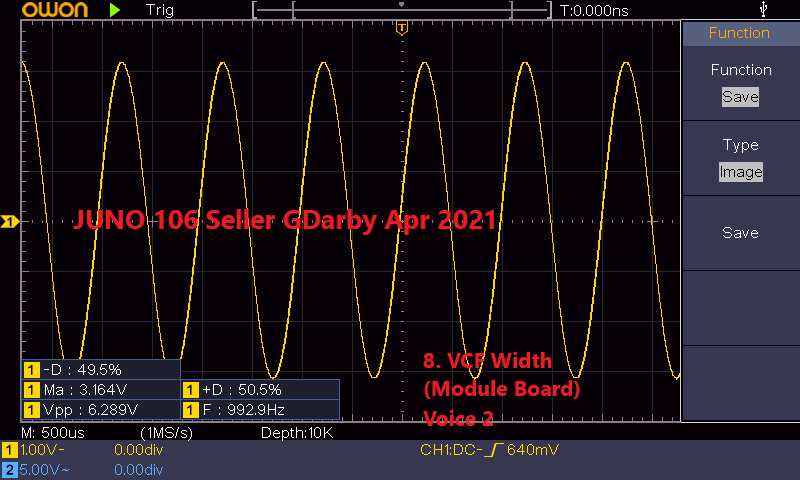 owon Trig T:0.000ns
T
Function
Function
Save
Type
Image
Save
1
JUNO 106 Seller GDarby Apr 2021
8. VCF Width
(Module Board)
Voice 2
1 -D : 49.5%
1 Ma : 3.164V 1 +D : 50.5%
1 Vpp : 6.289V 1 F : 992.9Hz
M: 500us (1MS/s) Depth:10K
1 1.00V- 0.00div CH1:DC- 640mV
2 5.00V~ 0.00div